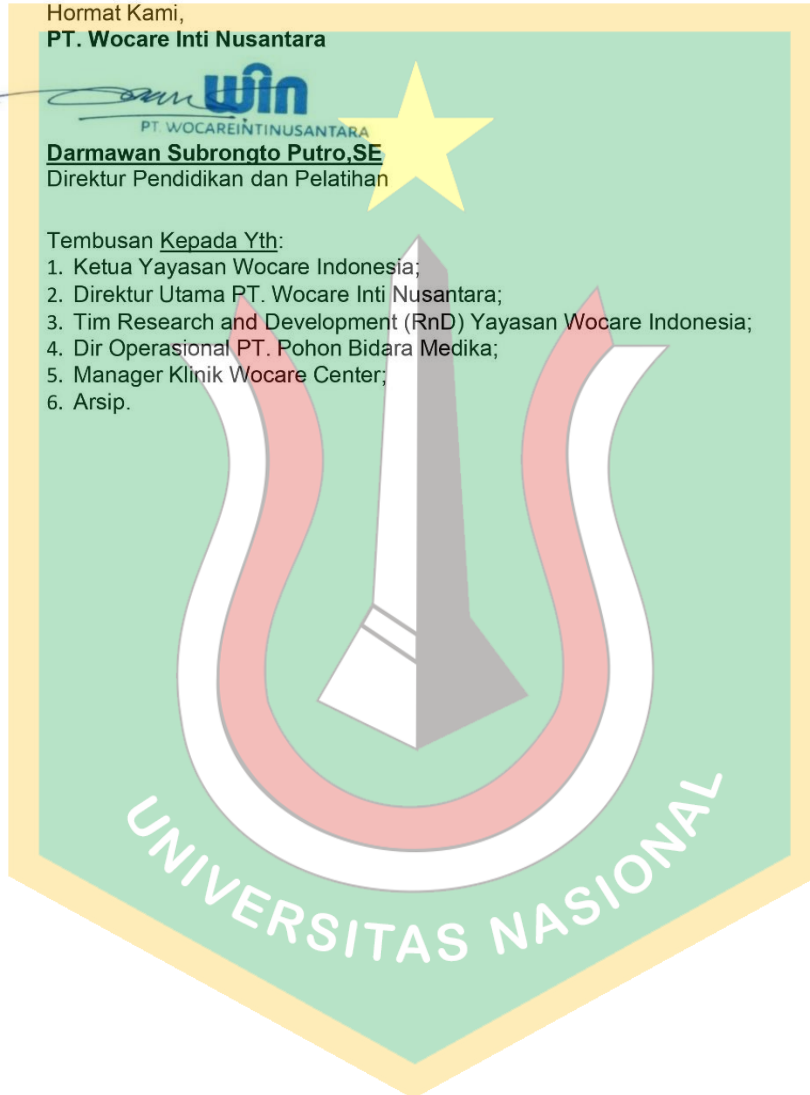 Hormat Kami,
PT. Wocare Inti Nusantara
win
PT. WOCAREINTINUSANTARA
Darmawan Subrongto Putro,SE
Direktur Pendidikan dan Pelatihan
Tembusan Kepada Yth:
1. Ketua Yayasan Wocare Indonesia;
2. Direktur Utama PT. Wocare Inti Nusantara;
3. Tim Research and Development (RnD) Yayasan Wocare Indonesia;
4. Dir Operasional PT. Pohon Bidara Medika;
5. Manager Klinik Wocare Center;
6. Arsip.
UNIVERSITAS NASIONAL